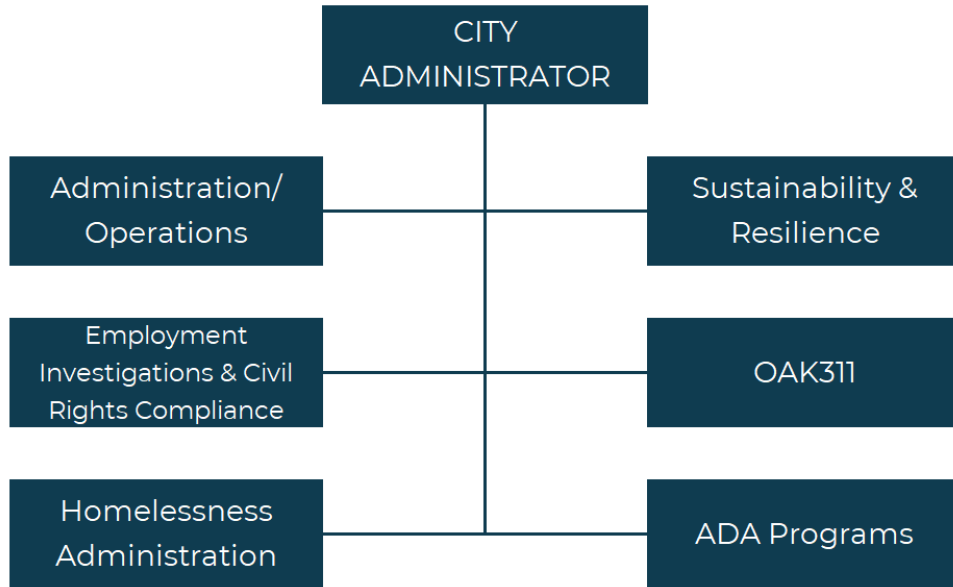 CITY
ADMINISTRATOR
Administration/
Operations
Sustainability &
Resilience
Employment
Investigations & Civil
Rights Compliance
OAK311
Homelessness
Administration
ADA Programs